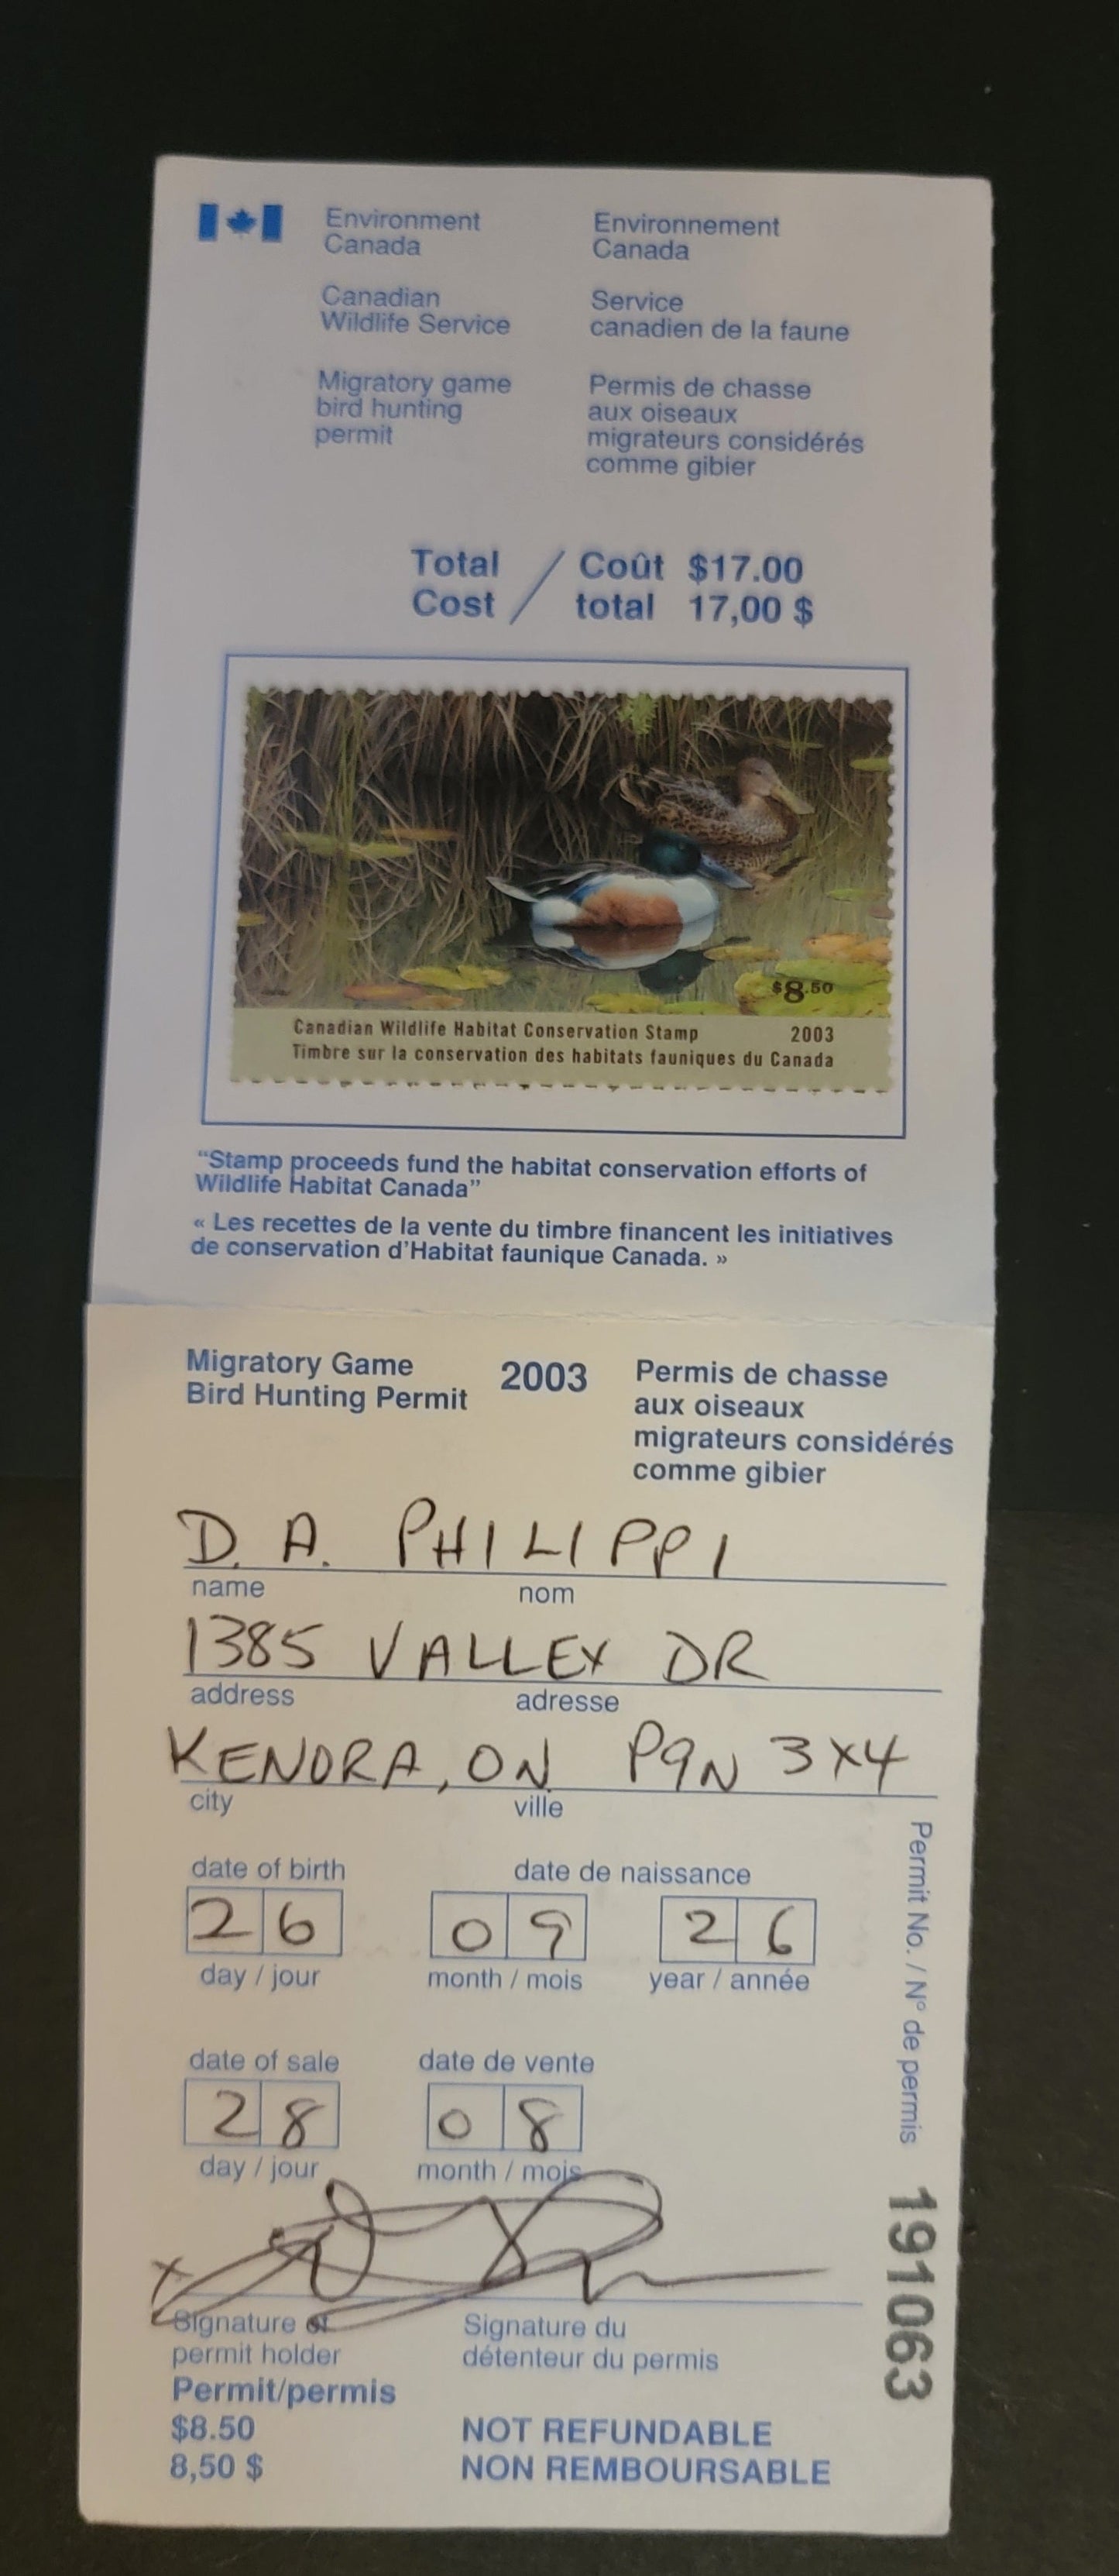 Environment Canada
Environnement Canada
Canadian Wildlife Service
Service canadien de la faune
Migratory game
bird hunting
permit
Permis de chasse
aux oiseaux
migrateurs considérés
comme gibier
Total Cost / Coût total $17.00
17,00 $
$8.50
Canadian Wildlife Habitat Conservation Stamp 2003
Timbre sur la conservation des habitats fauniques du Canada
“Stamp proceeds fund the habitat conservation efforts of
Wildlife Habitat Canada”
« Les recettes de la vente du timbre financent les initiatives
de conservation d’Habitat faunique Canada. »
Migratory Game
Bird Hunting Permit
2003
Permis de chasse
aux oiseaux
migrateurs considérés
comme gibier
D. A. PHILIPPI
name nom
1385 VALLEY DR
address adresse
KENORA, ON P9N 3X4
city ville
date of birth date de naissance
26 09 26
day / jour month / mois year / année
date of sale date de vente
28 08
day / jour month / mois
x
Signature of
permit holder
Signature du
détenteur du permis
Permit/permis
$8.50
8,50 $
NOT REFUNDABLE
NON REMBOURSABLE
Permit No. / N° de permis 191063